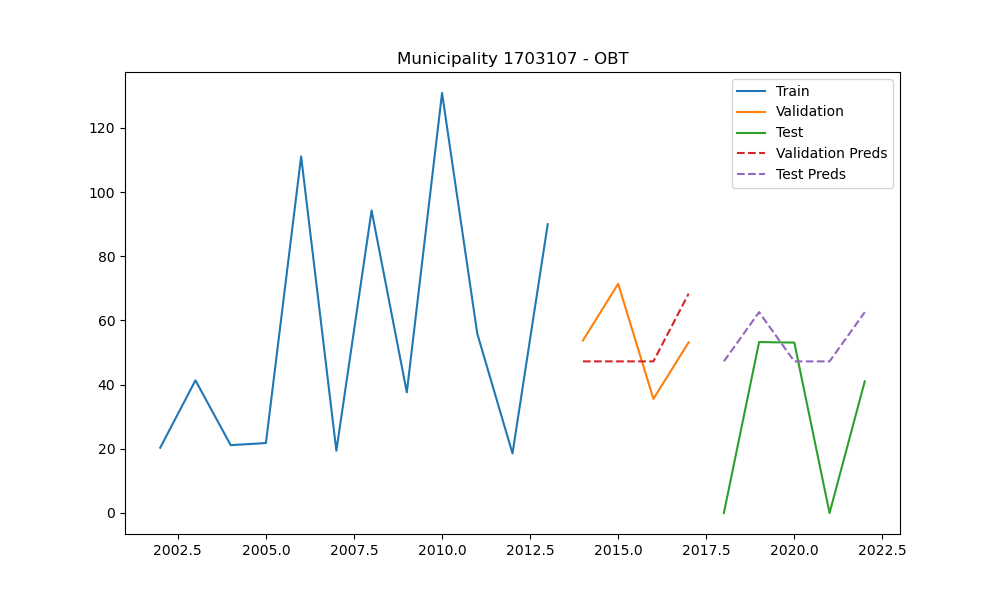 Municipality 1703107 - OBT
Train
Validation
Test
Validation Preds
Test Preds
120
100
80
60
40
20
0
2002.5 2005.0 2007.5 2010.0 2012.5 2015.0 2017.5 2020.0 2022.5